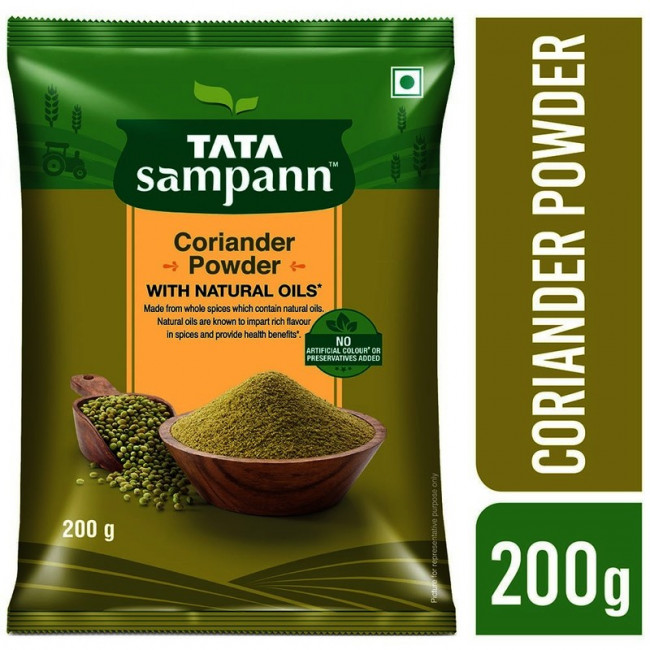 TATA
sampann™
Coriander
Powder
WITH NATURAL OILS*
Made from whole spices which contain natural oils.
Natural oils are known to impart rich flavour
in spices and provide health benefits*.
NO
ARTIFICIAL COLOUR* OR
PRESERVATIVES ADDED
200 g
Picture for representative purpose only
CORIANDER POWDER
200g